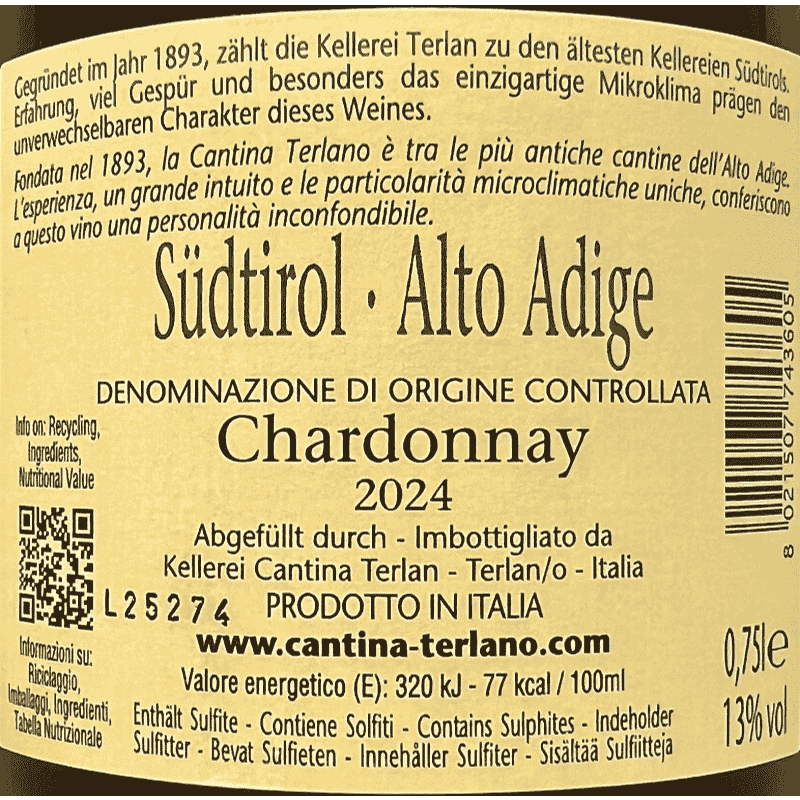 Gegründet im Jahr 1893, zählt die Kellerei Terlan zu den ältesten Kellereien Südtirols.
Erfahrung, viel Gespür und besonders das einzigartige Mikroklima prägen den
unverwechselbaren Charakter dieses Weines.
Fondata nel 1893, la Cantina Terlano è tra le più antiche cantine dell'Alto Adige.
L'esperienza, un grande intuito e le particolarità microclimatiche uniche, conferiscono
a questo vino una personalità inconfondibile.
Südtirol · Alto Adige
DENOMINAZIONE DI ORIGINE CONTROLLATA
Chardonnay
2024
Abgefüllt durch - Imbottigliato da
Kellerei Cantina Terlan - Terlan/o - Italia
PRODOTTO IN ITALIA
www.cantina-terlano.com
Valore energetico (E): 320 kJ - 77 kcal / 100ml
Enthält Sulfite - Contiene Solfiti - Contains Sulphites - Indeholder
Sulfitter - Bevat Sulfieten - Innehåller Sulfiter - Sisältää Sulfiitteja
Info on: Recycling,
Ingredients,
Nutritional Value
L25274
Informazioni su:
Riciclaggio,
Imballaggi, Ingredienti,
Tabella Nutrizionale
8 021507 743605
0,75l e
13% vol